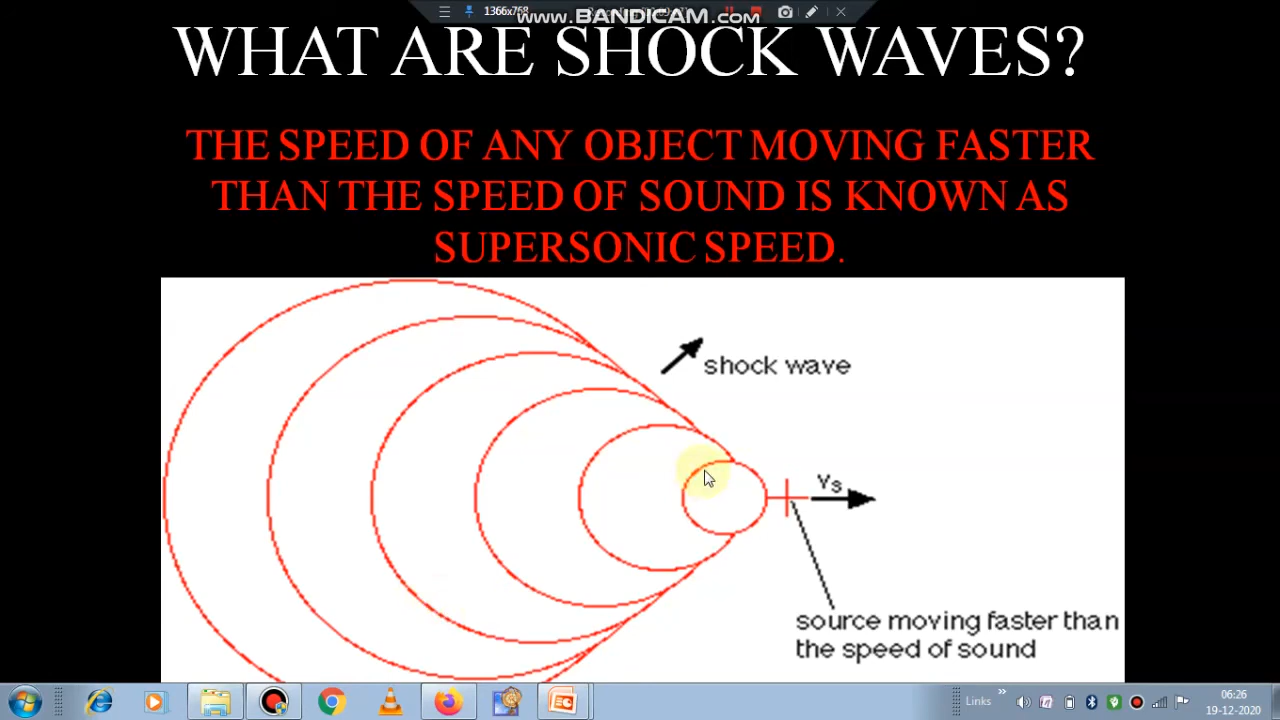 1366x768
www.BANDICAM.com
WHAT ARE SHOCK WAVES?
THE SPEED OF ANY OBJECT MOVING FASTER
THAN THE SPEED OF SOUND IS KNOWN AS
SUPERSONIC SPEED.
shock wave
vs
source moving faster than
the speed of sound
Links
06:26
19-12-2020